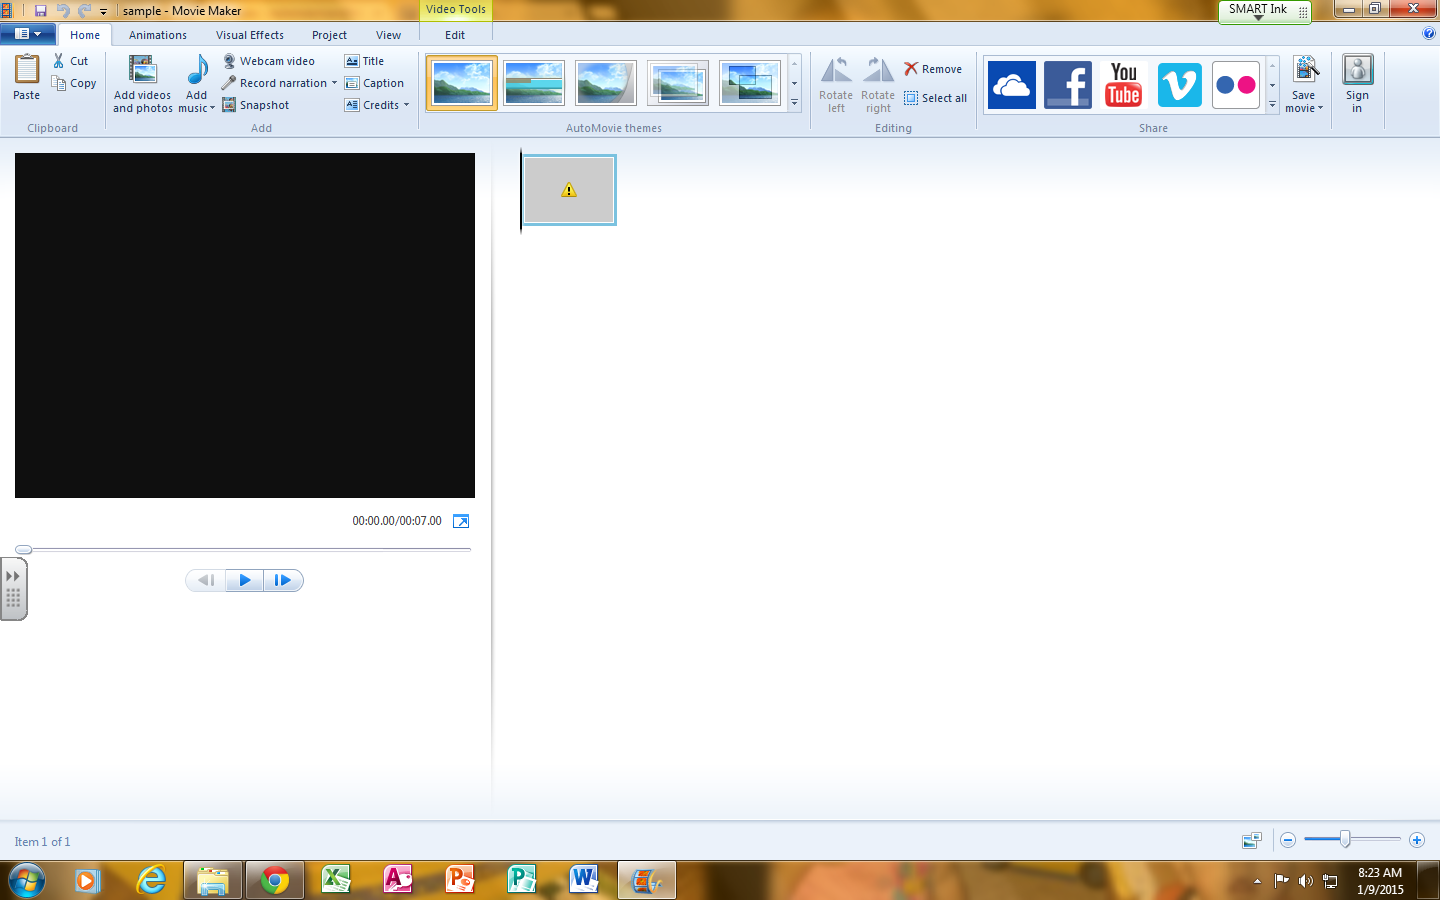 sample - Movie Maker
Video Tools
SMART Ink
Home
Animations
Visual Effects
Project
View
Edit
Paste
Cut
Copy
Clipboard
Add videos
and photos
Add
music
Webcam video
Record narration
Snapshot
Title
Caption
Credits
Add
AutoMovie themes
Rotate
left
Rotate
right
Remove
Select all
Editing
f
You
Tube
v
Share
Save
movie
Sign
in
00:00.00/00:07.00
Item 1 of 1
8:23 AM
1/9/2015